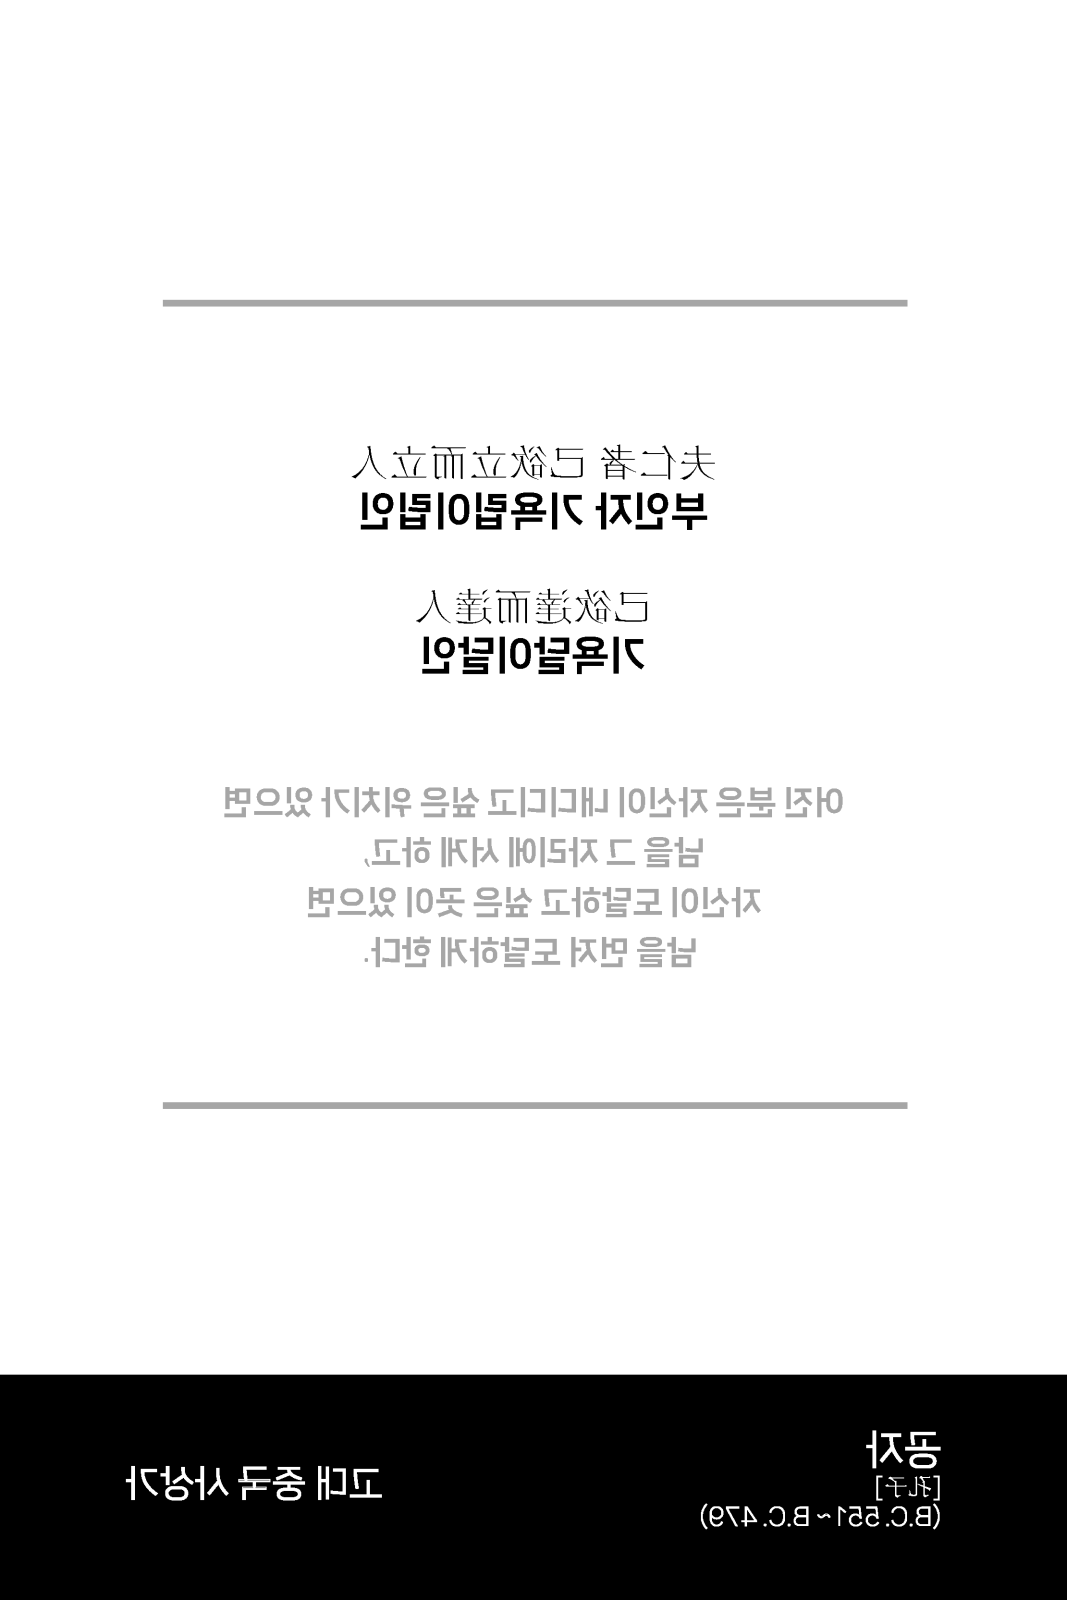 夫仁者 己欲立而立人
부인자 기욕립이립인
己欲達而達人
기욕달이달인
어진 분은 자신이 내디디고 싶은 위치가 있으면
남을 그 자리에 서게 하고,
자신이 도달하고 싶은 곳이 있으면
남을 먼저 도달하게 한다.
공자
[孔子]
(B.C. 551 ~ B.C. 479)
고대 중국 사상가